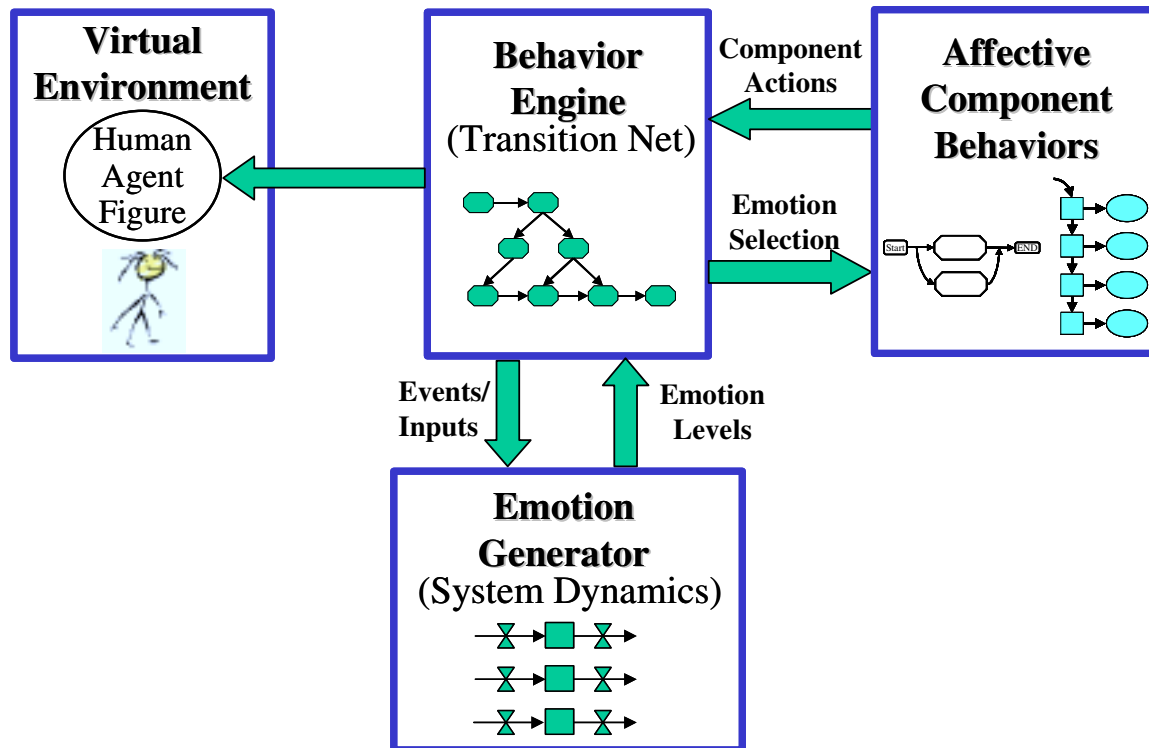 Virtual
Environment
Human
Agent
Figure
Behavior
Engine
(Transition Net)
Component
Actions
Emotion
Selection
Affective
Component
Behaviors
Start
END
Events/
Inputs
Emotion
Levels
Emotion
Generator
(System Dynamics)